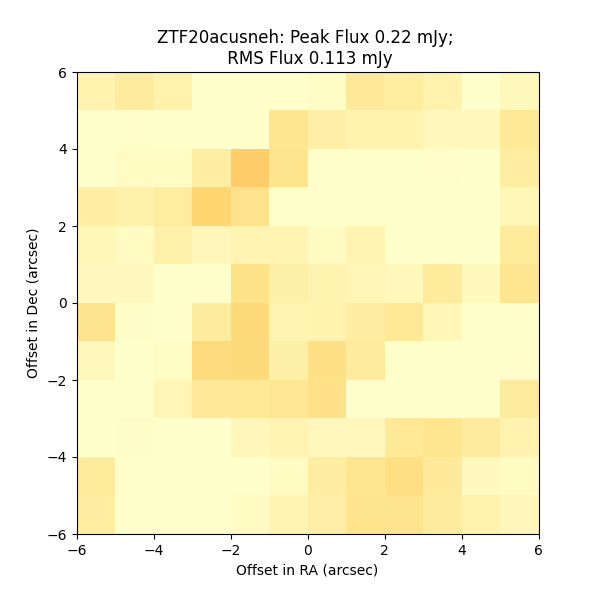 ZTF20acusneh: Peak Flux 0.22 mJy;
RMS Flux 0.113 mJy
6
4
2
0
−2
−4
−6
Offset in Dec (arcsec)
−6 −4 −2 0 2 4 6
Offset in RA (arcsec)